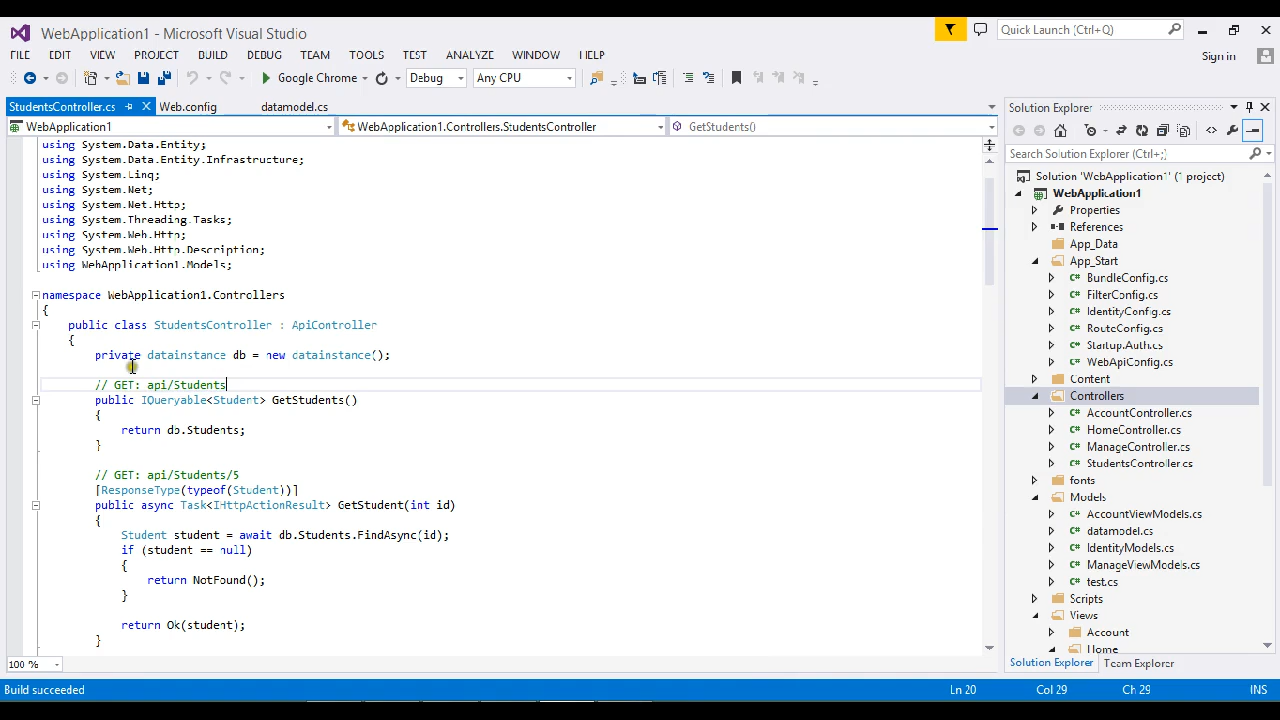 WebApplication1 - Microsoft Visual Studio
Quick Launch (Ctrl+Q)
FILE EDIT VIEW PROJECT BUILD DEBUG TEAM TOOLS TEST ANALYZE WINDOW HELP
Sign in
Google Chrome Debug Any CPU
StudentsController.cs Web.config datamodel.cs
WebApplication1 WebApplication1.Controllers.StudentsController GetStudents()
using System.Data.Entity;
using System.Data.Entity.Infrastructure;
using System.Linq;
using System.Net;
using System.Net.Http;
using System.Threading.Tasks;
using System.Web.Http;
using System.Web.Http.Description;
using WebApplication1.Models;
namespace WebApplication1.Controllers
{
public class StudentsController : ApiController
{
private datainstance db = new datainstance();
// GET: api/Students
public IQueryable<Student> GetStudents()
{
return db.Students;
}
// GET: api/Students/5
[ResponseType(typeof(Student))]
public async Task<IHttpActionResult> GetStudent(int id)
{
Student student = await db.Students.FindAsync(id);
if (student == null)
{
return NotFound();
}
return Ok(student);
}
100 %
Solution Explorer
Search Solution Explorer (Ctrl+;)
Solution 'WebApplication1' (1 project)
WebApplication1
Properties
References
App_Data
App_Start
BundleConfig.cs
FilterConfig.cs
IdentityConfig.cs
RouteConfig.cs
Startup.Auth.cs
WebApiConfig.cs
Content
Controllers
AccountController.cs
HomeController.cs
ManageController.cs
StudentsController.cs
fonts
Models
AccountViewModels.cs
datamodel.cs
IdentityModels.cs
ManageViewModels.cs
test.cs
Scripts
Views
Account
Home
Solution Explorer Team Explorer
Build succeeded Ln 20 Col 29 Ch 29 INS